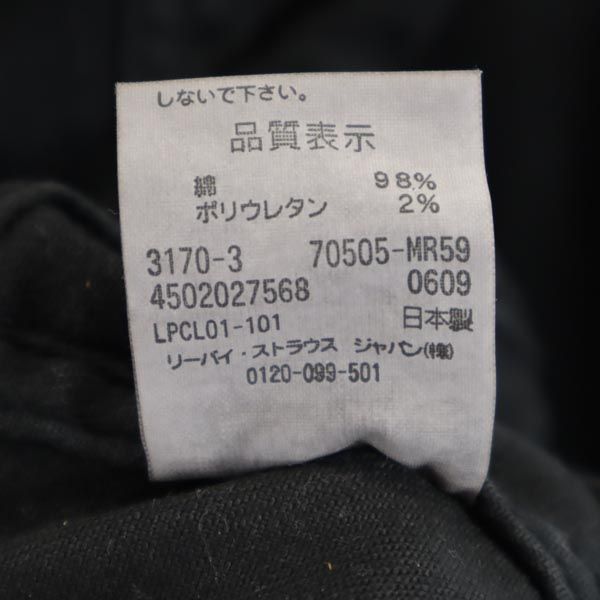 しないで下さい。
品質表示
綿 98%
ポリウレタン 2%
3170-3 70505-MR59
4502027568 0609
LPCL01-101 日本製
リーバイ・ストラウス ジャパン(株)
0120-099-501